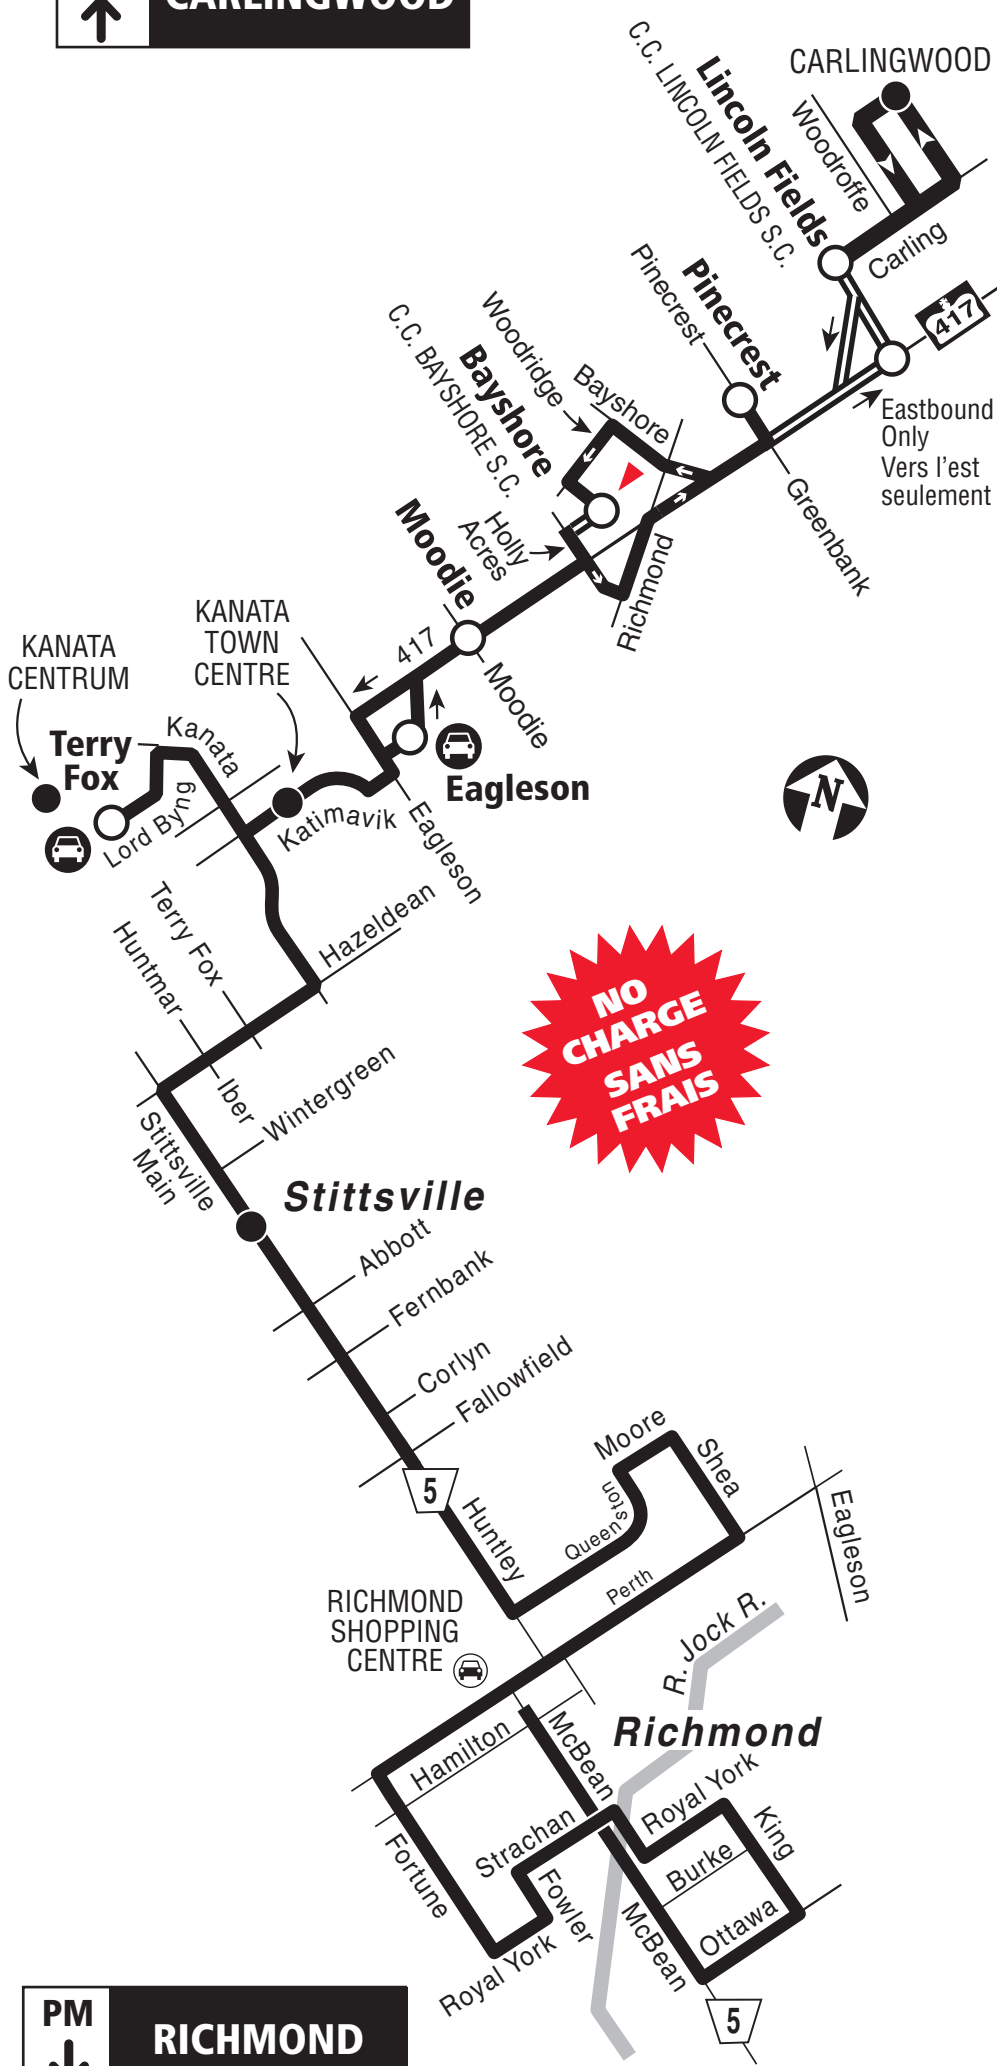 CARLINGWOOD
CARLINGWOOD
Lincoln Fields
C.C. LINCOLN FIELDS S.C.
Woodroffe
Carling
417
Pinecrest
Pinecrest
Eastbound
Only
Vers l'est
seulement
Woodridge
Bayshore
Bayshore
C.C. BAYSHORE S.C.
Greenbank
Holly
Acres
Richmond
Moodie
417
Moodie
KANATA
TOWN
CENTRE
KANATA
CENTRUM
Terry
Fox
Kanata
Lord Byng
Katimavik
Eagleson
Eagleson
N
Terry Fox
Huntmar
Hazeldean
NO
CHARGE
SANS
FRAIS
Iber
Wintergreen
Stittsville
Main
Stittsville
Abbott
Fernbank
Corlyn
Fallowfield
5
Huntley
Moore
Shea
Queenston
Perth
Eagleson
RICHMOND
SHOPPING
CENTRE
R. Jock R.
Richmond
Hamilton
McBean
Royal York
King
Strachan
Burke
Fortune
Fowler
McBean
Ottawa
Royal York
5
PM
RICHMOND